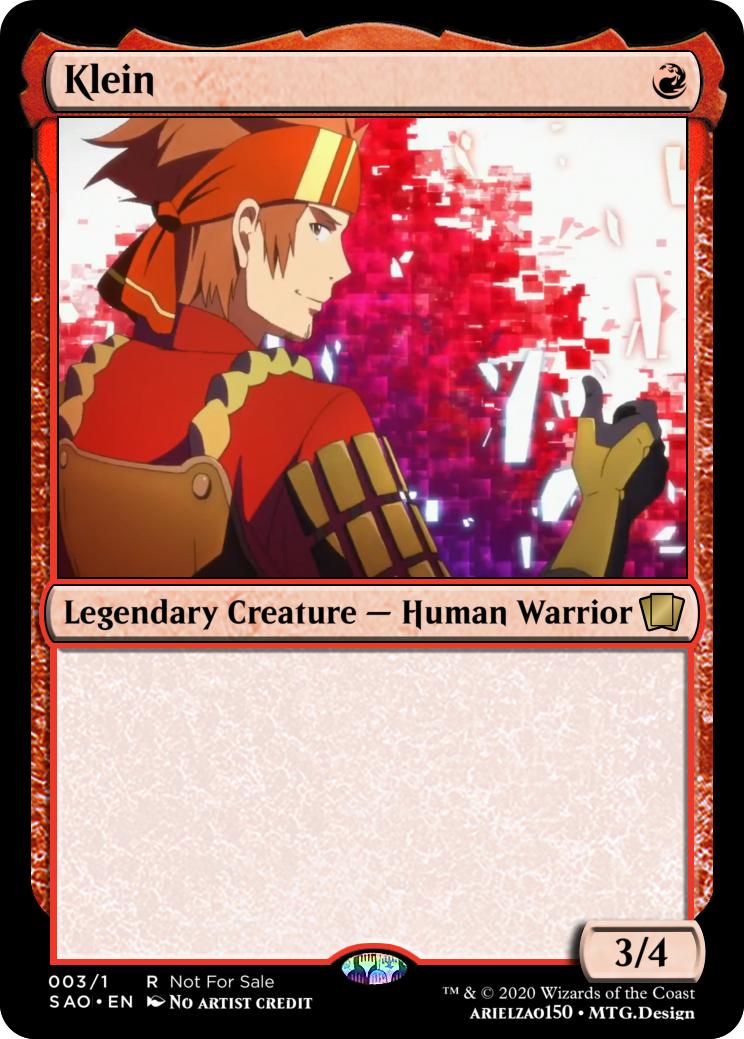 Klein
Legendary Creature — Human Warrior
3/4
003/1 R Not For Sale
SAO • EN No artist credit
™ & © 2020 Wizards of the Coast
ARIELZAO150 • MTG.Design